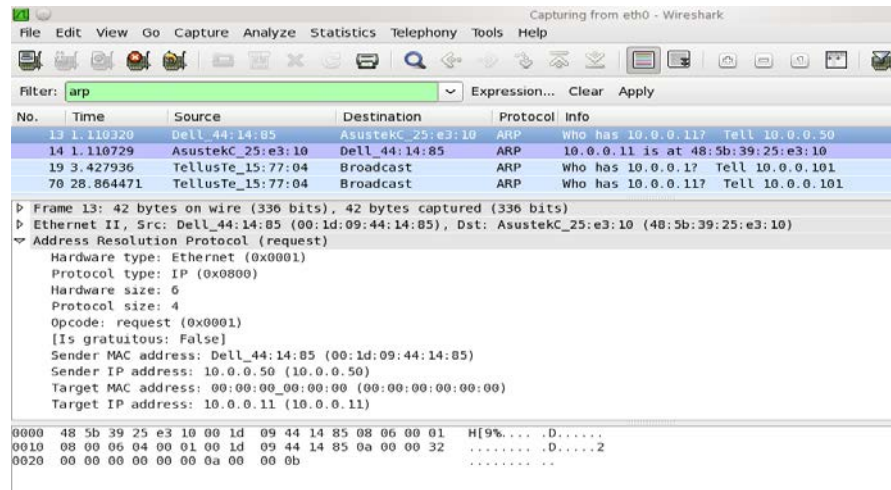 Capturing from eth0 - Wireshark
File Edit View Go Capture Analyze Statistics Telephony Tools Help
Filter: arp Expression... Clear Apply
No. Time Source Destination Protocol Info
13 1.110320 Dell_44:14:85 AsustekC_25:e3:10 ARP Who has 10.0.0.11? Tell 10.0.0.50
14 1.110729 AsustekC_25:e3:10 Dell_44:14:85 ARP 10.0.0.11 is at 48:5b:39:25:e3:10
19 3.427936 TellusTe_15:77:04 Broadcast ARP Who has 10.0.0.1? Tell 10.0.0.101
70 28.864471 TellusTe_15:77:04 Broadcast ARP Who has 10.0.0.11? Tell 10.0.0.101
Frame 13: 42 bytes on wire (336 bits), 42 bytes captured (336 bits)
Ethernet II, Src: Dell_44:14:85 (00:1d:09:44:14:85), Dst: AsustekC_25:e3:10 (48:5b:39:25:e3:10)
Address Resolution Protocol (request)
Hardware type: Ethernet (0x0001)
Protocol type: IP (0x0800)
Hardware size: 6
Protocol size: 4
Opcode: request (0x0001)
[Is gratuitous: False]
Sender MAC address: Dell_44:14:85 (00:1d:09:44:14:85)
Sender IP address: 10.0.0.50 (10.0.0.50)
Target MAC address: 00:00:00_00:00:00 (00:00:00:00:00:00)
Target IP address: 10.0.0.11 (10.0.0.11)
0000 48 5b 39 25 e3 10 00 1d 09 44 14 85 08 06 00 01 H[9%.... .D......
0010 08 00 06 04 00 01 00 1d 09 44 14 85 0a 00 00 32 ........ .D.....2
0020 00 00 00 00 00 00 0a 00 00 0b ........ ..